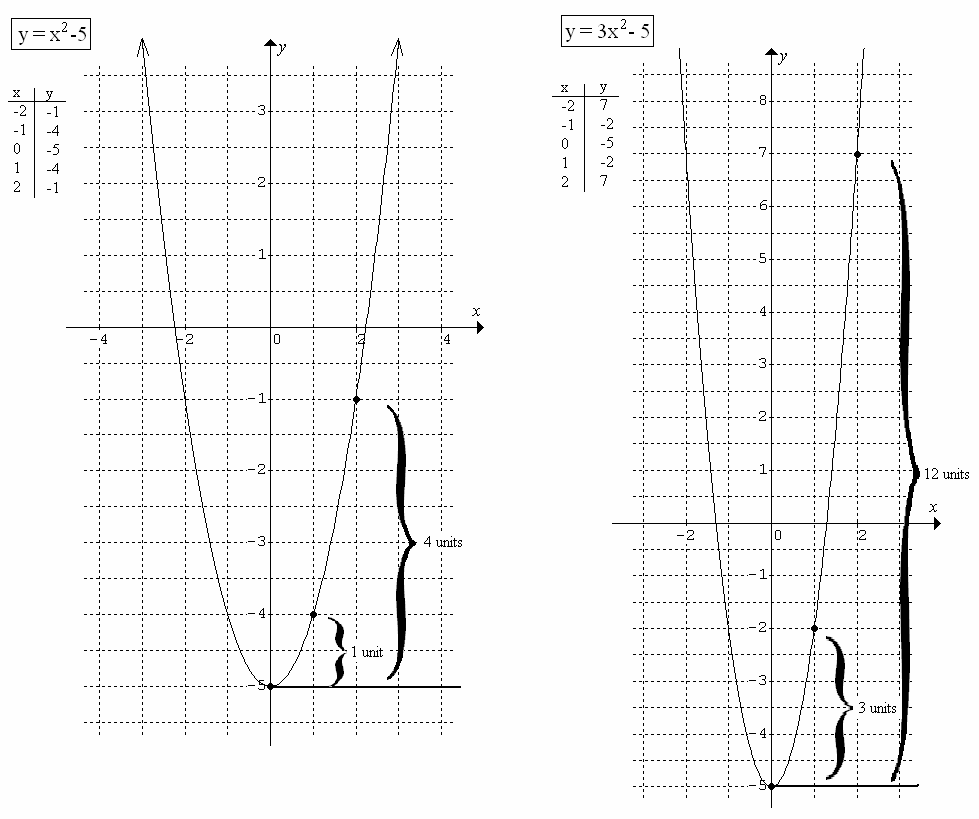 y = x²-5
x y
-2 -1
-1 -4
0 -5
1 -4
2 -1
y
3
2
1
x
-4 -2 0 2 4
-1
-2
-3
4 units
-4
1 unit
-5
y = 3x²- 5
x y
-2 7
-1 -2
0 -5
1 -2
2 7
y
8
7
6
5
4
3
2
1
12 units
x
-2 0 2
-1
-2
-3
3 units
-4
-5